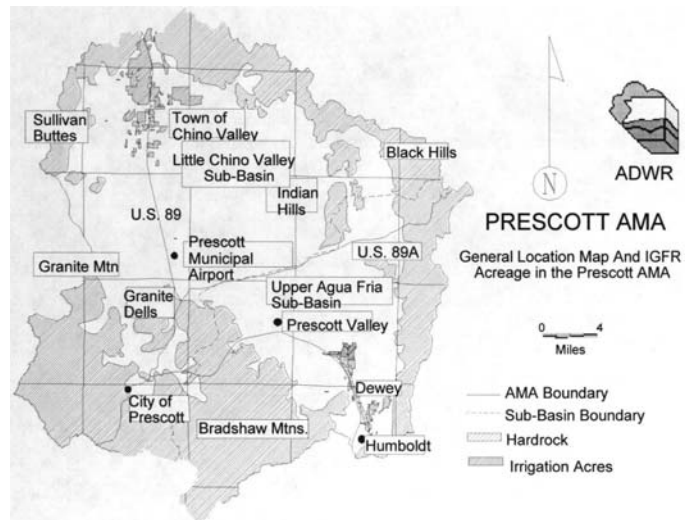 Sullivan
Buttes
Town of
Chino Valley
Little Chino Valley
Sub-Basin
Black Hills
Indian
Hills
U.S. 89
Prescott
Municipal
Airport
U.S. 89A
Granite Mtn
Granite
Dells
Upper Agua Fria
Sub-Basin
Prescott Valley
Dewey
City of
Prescott
Bradshaw Mtns.
Humboldt
ADWR
N
PRESCOTT AMA
General Location Map And IGFR
Acreage in the Prescott AMA
0 4
Miles
AMA Boundary
Sub-Basin Boundary
Hardrock
Irrigation Acres